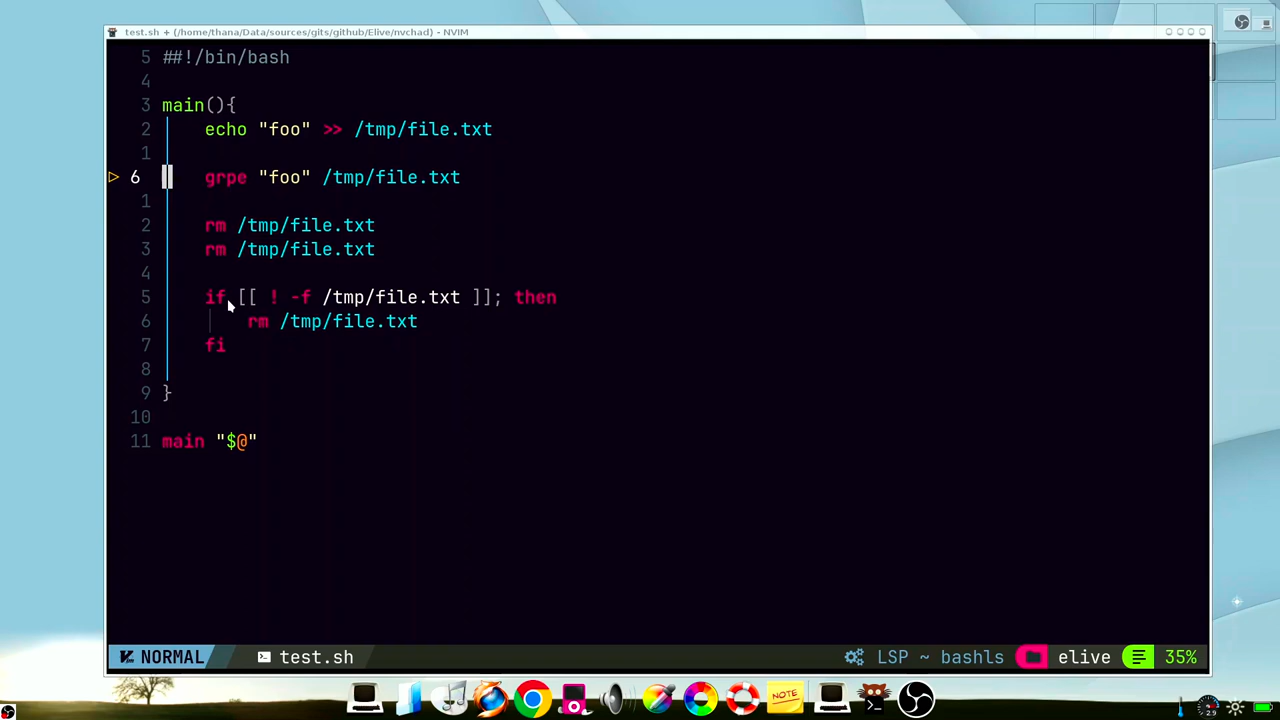 test.sh + (/home/thana/Data/sources/gits/github/Elive/nvchad) - NVIM
5 ##!/bin/bash
4
3 main(){
2 echo "foo" >> /tmp/file.txt
1
6 grpe "foo" /tmp/file.txt
1
2 rm /tmp/file.txt
3 rm /tmp/file.txt
4
5 if [[ ! -f /tmp/file.txt ]]; then
6 rm /tmp/file.txt
7 fi
8
9 }
10
11 main "$@"
NORMAL test.sh LSP ~ bashls elive 35%
NOTE
2.9